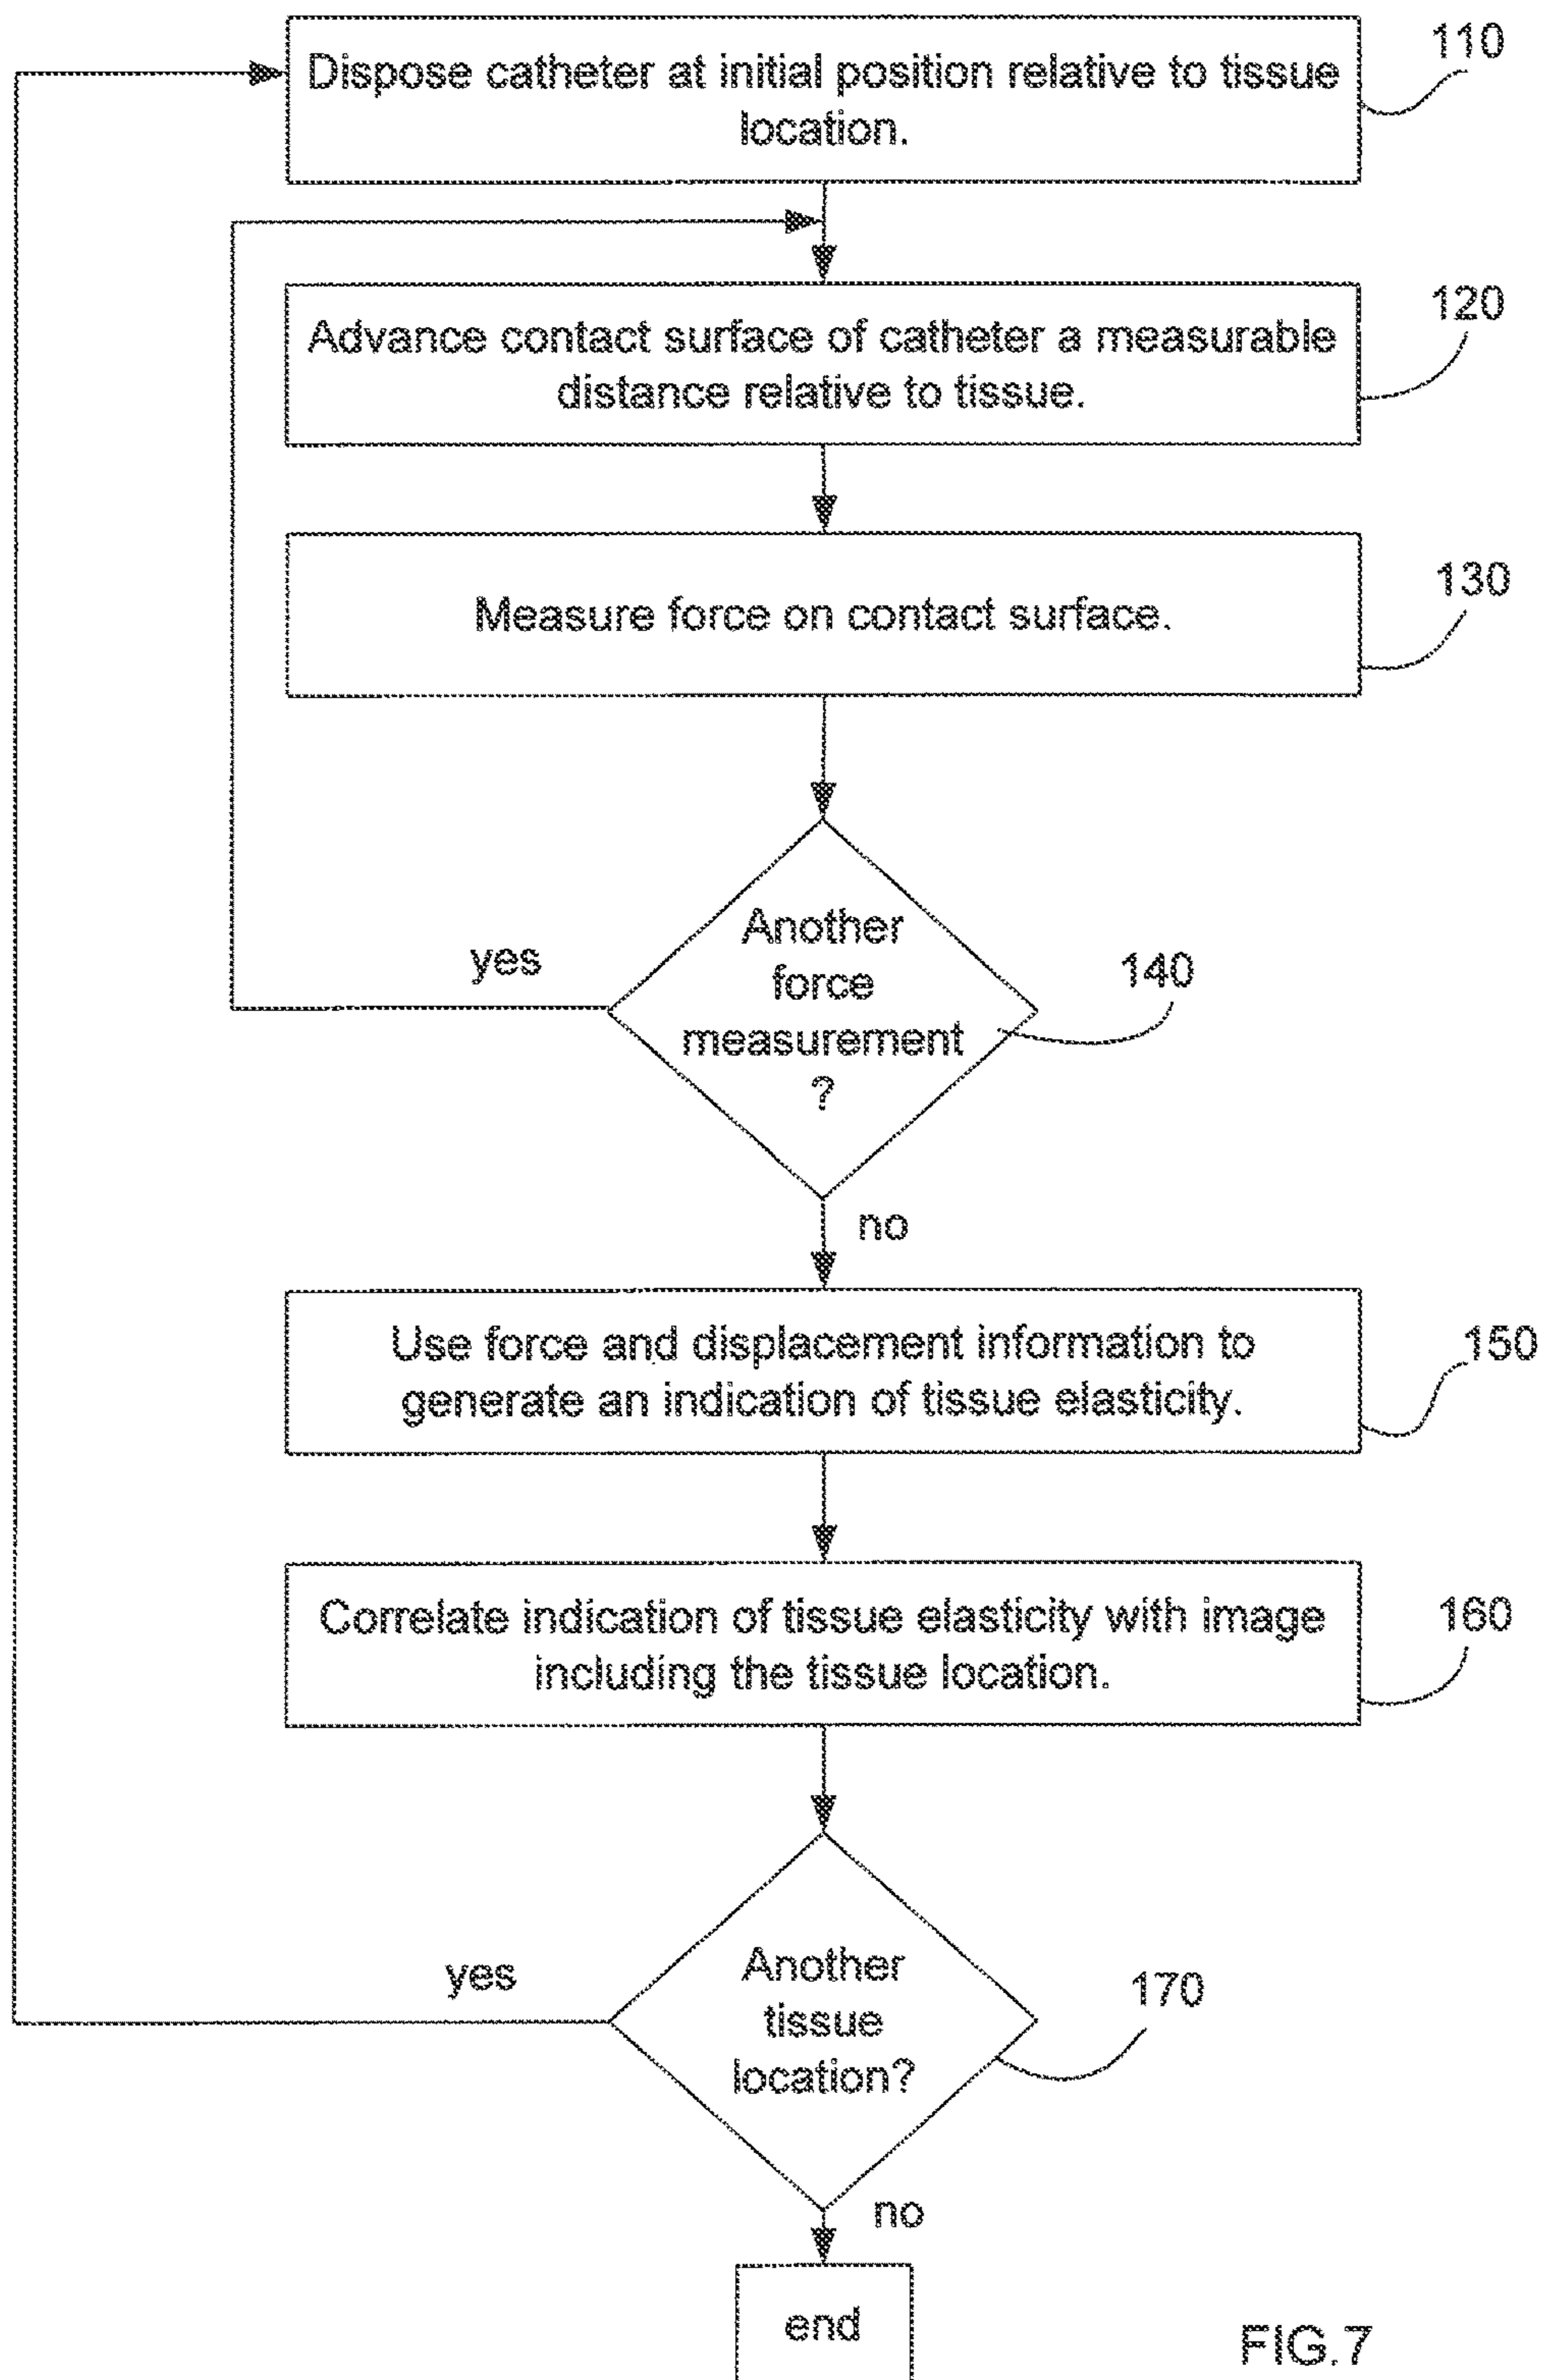 110
Dispose catheter at initial position relative to tissue
location.
120
Advance contact surface of catheter a measurable
distance relative to tissue.
130
Measure force on contact surface.
Another
force
measurement
?
yes
140
no
150
Use force and displacement information to
generate an indication of tissue elasticity.
160
Correlate indication of tissue elasticity with image
including the tissue location.
Another
tissue
location?
yes
170
no
end
FIG.7